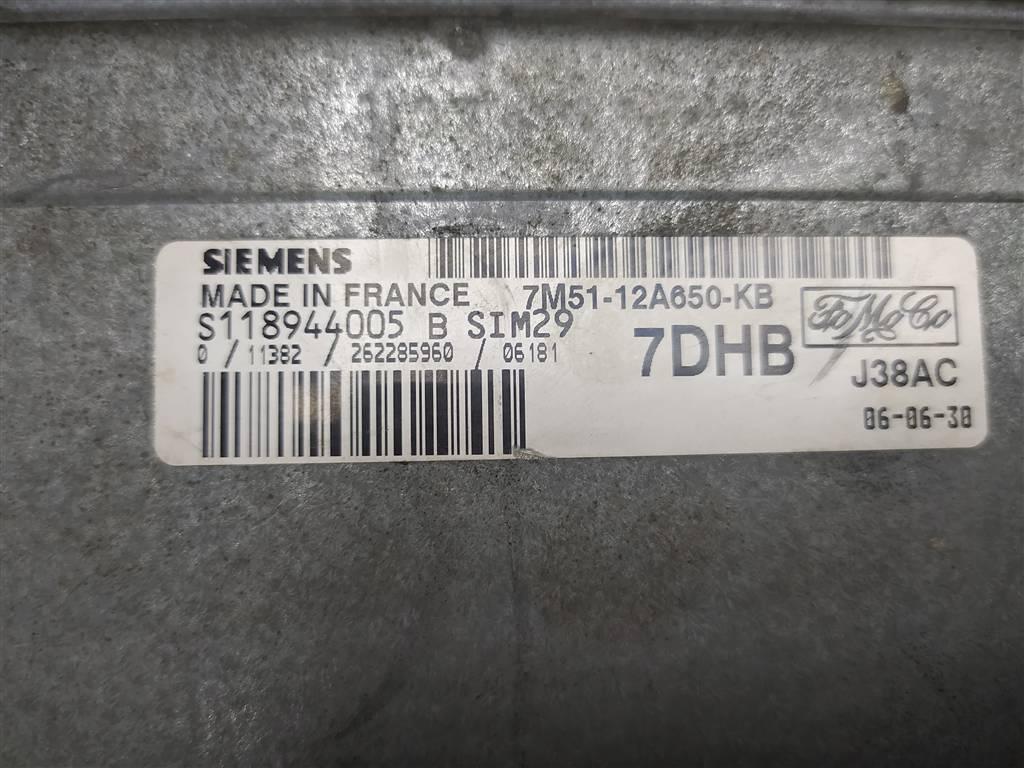 SIEMENS
MADE IN FRANCE 7M51-12A650-KB
FoMoCo
S118944005 B SIM29
0 / 11382 / 262285960 / 06181
7DHB
J38AC
06-06-30